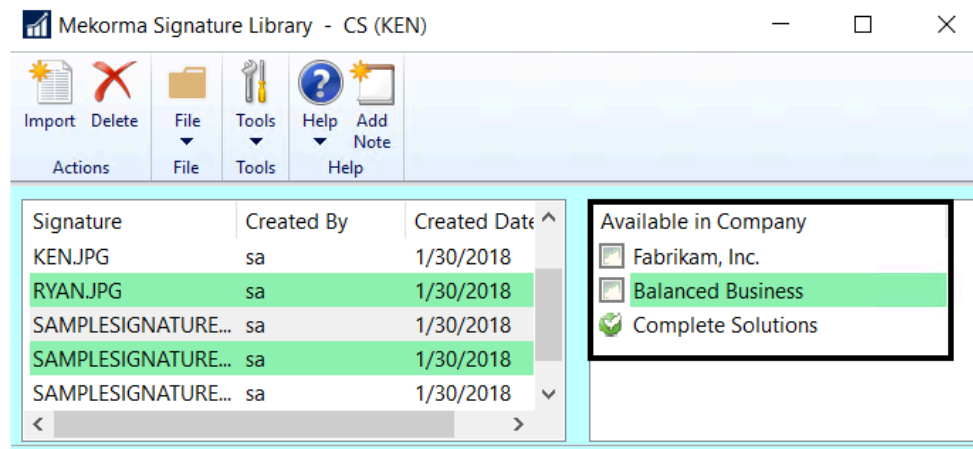 Mekorma Signature Library - CS (KEN)
Import Delete File Tools Help Add Note
Actions File Tools Help
Signature Created By Created Date
KEN.JPG sa 1/30/2018
RYAN.JPG sa 1/30/2018
SAMPLESIGNATURE... sa 1/30/2018
SAMPLESIGNATURE... sa 1/30/2018
SAMPLESIGNATURE... sa 1/30/2018
Available in Company
Fabrikam, Inc.
Balanced Business
Complete Solutions